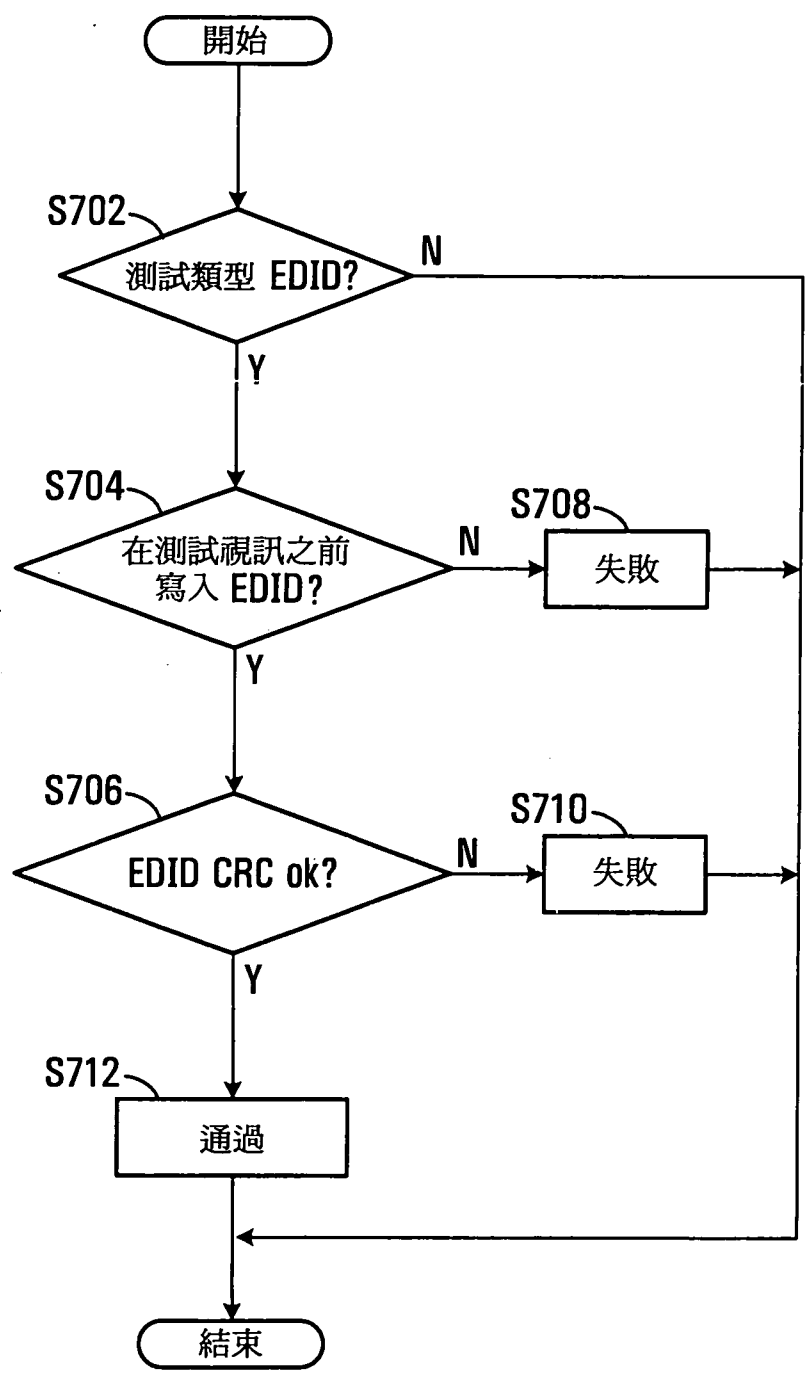 開始
S702
測試類型 EDID?
N
Y
S704
在測試視訊之前
寫入 EDID?
N
S708
失敗
Y
S706
EDID CRC ok?
N
S710
失敗
Y
S712
通過
結束